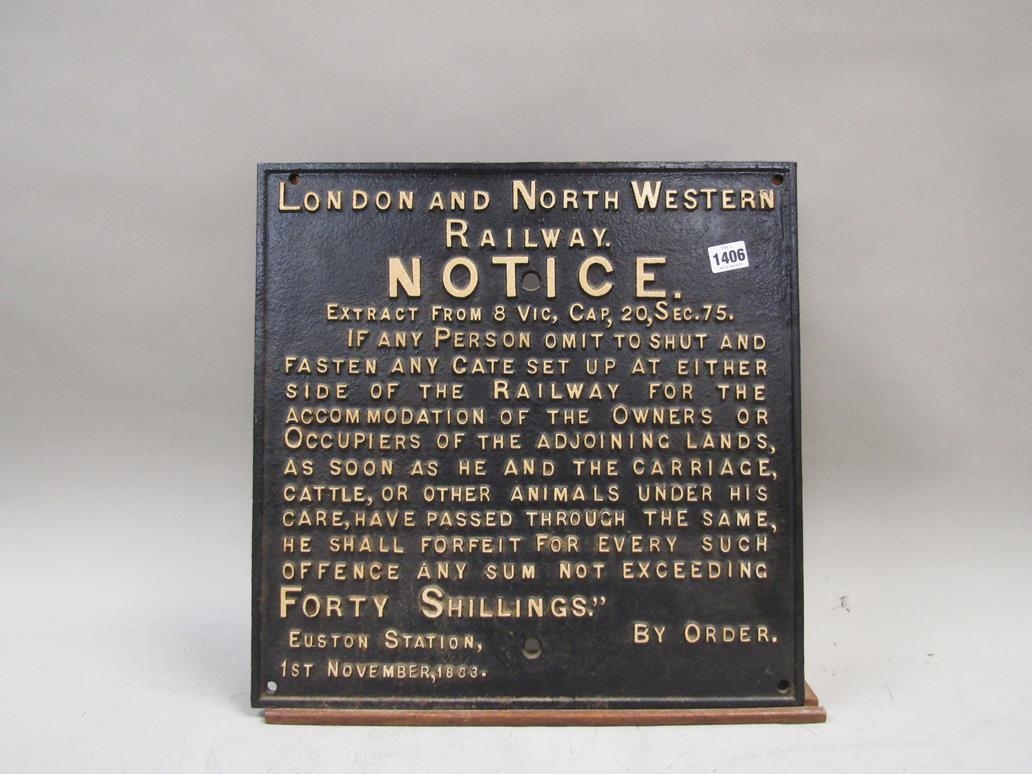 LONDON AND NORTH WESTERN
RAILWAY.
NOTICE.
1406
EXTRACT FROM 8 VIC, CAP, 20, SEC. 75.
IF ANY PERSON OMIT TO SHUT AND
FASTEN ANY GATE SET UP AT EITHER
SIDE OF THE RAILWAY FOR THE
ACCOMMODATION OF THE OWNERS OR
OCCUPIERS OF THE ADJOINING LANDS,
AS SOON AS HE AND THE CARRIAGE,
CATTLE, OR OTHER ANIMALS UNDER HIS
CARE, HAVE PASSED THROUGH THE SAME,
HE SHALL FORFEIT FOR EVERY SUCH
OFFENCE ANY SUM NOT EXCEEDING
FORTY SHILLINGS."
EUSTON STATION,
BY ORDER.
1ST NOVEMBER,